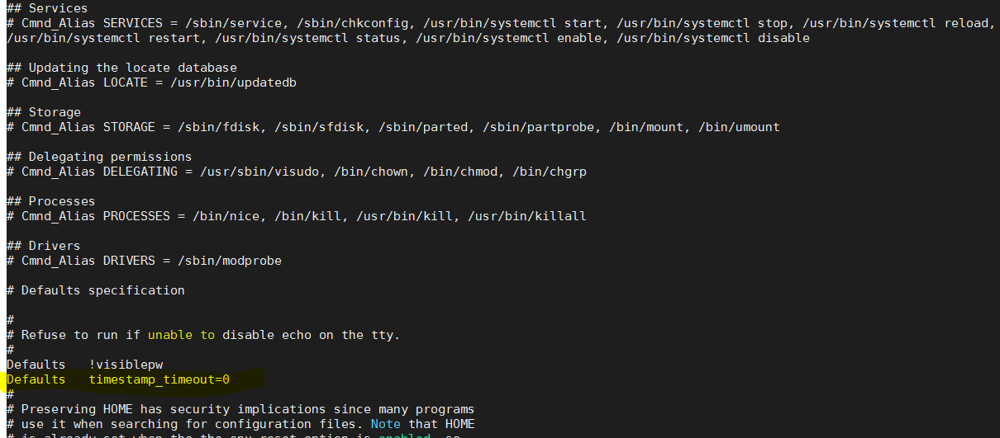 ## Services
# Cmnd_Alias SERVICES = /sbin/service, /sbin/chkconfig, /usr/bin/systemctl start, /usr/bin/systemctl stop, /usr/bin/systemctl reload,
/usr/bin/systemctl restart, /usr/bin/systemctl status, /usr/bin/systemctl enable, /usr/bin/systemctl disable
## Updating the locate database
# Cmnd_Alias LOCATE = /usr/bin/updatedb
## Storage
# Cmnd_Alias STORAGE = /sbin/fdisk, /sbin/sfdisk, /sbin/parted, /sbin/partprobe, /bin/mount, /bin/umount
## Delegating permissions
# Cmnd_Alias DELEGATING = /usr/sbin/visudo, /bin/chown, /bin/chmod, /bin/chgrp
## Processes
# Cmnd_Alias PROCESSES = /bin/nice, /bin/kill, /usr/bin/kill, /usr/bin/killall
## Drivers
# Cmnd_Alias DRIVERS = /sbin/modprobe
# Defaults specification
#
# Refuse to run if unable to disable echo on the tty.
#
Defaults   !visiblepw
Defaults   timestamp_timeout=0
#
# Preserving HOME has security implications since many programs
# use it when searching for configuration files. Note that HOME
# is already set when the the env_reset option is enabled, so